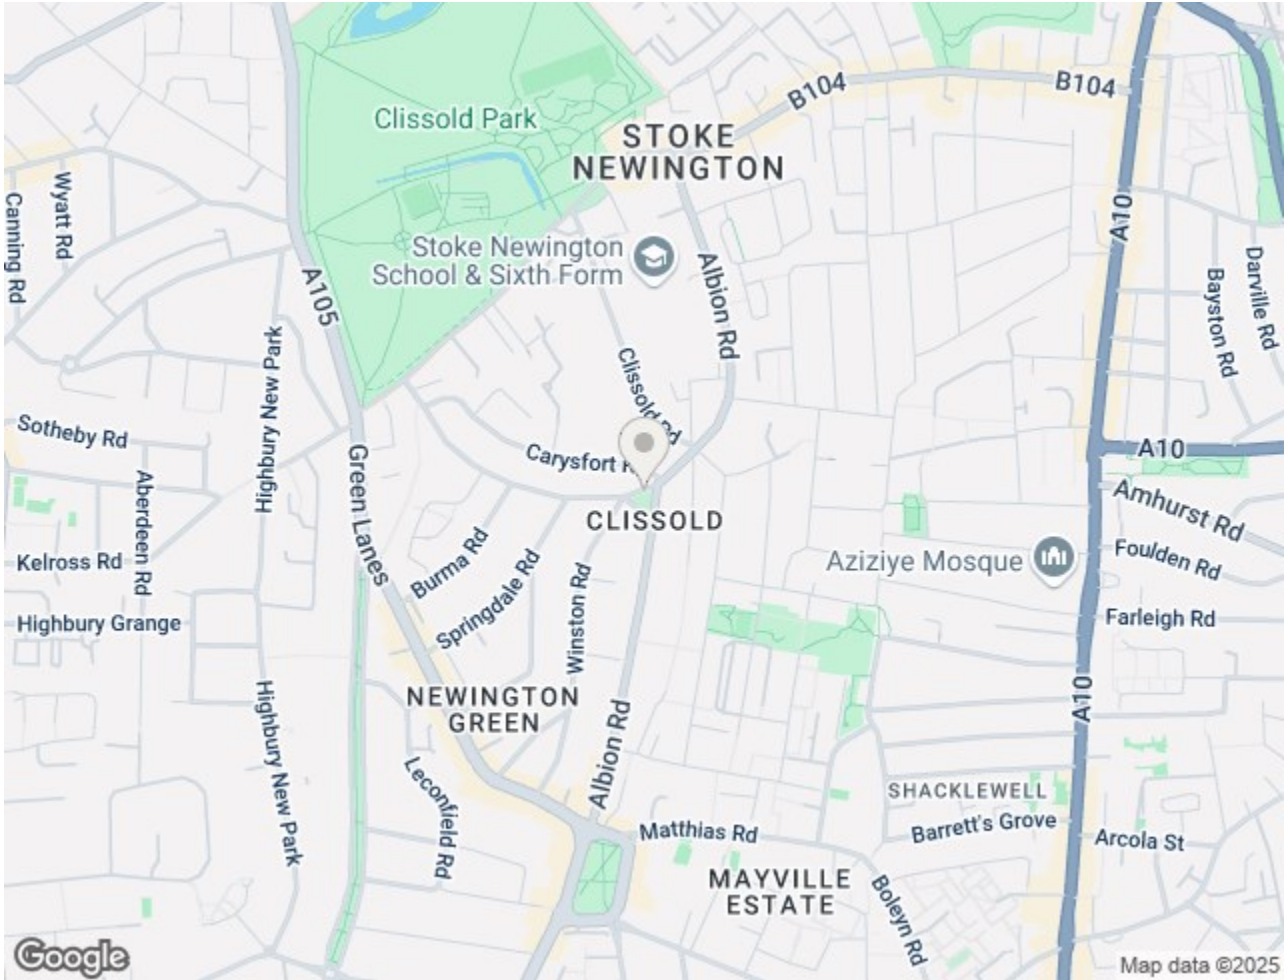 B104
B104
Clissold Park
STOKE
NEWINGTON
Wyatt Rd
Canning Rd
A10
Stoke Newington
School & Sixth Form
A105
Albion Rd
Darville Rd
Bayston Rd
Highbury New Park
Clissold Rd
Sotheby Rd
Carysfort R
A10
Green Lanes
Aberdeen Rd
Amhurst Rd
CLISSOLD
Burma Rd
Aziziye Mosque
Foulden Rd
Kelross Rd
Springdale Rd
Winston Rd
Highbury Grange
Farleigh Rd
NEWINGTON
GREEN
A10
Highbury New Park
Albion Rd
Leconfield Rd
SHACKLEWELL
Matthias Rd
Barrett's Grove
Arcola St
MAYVILLE
ESTATE
Boleyn Rd
Google
Map data ©2025